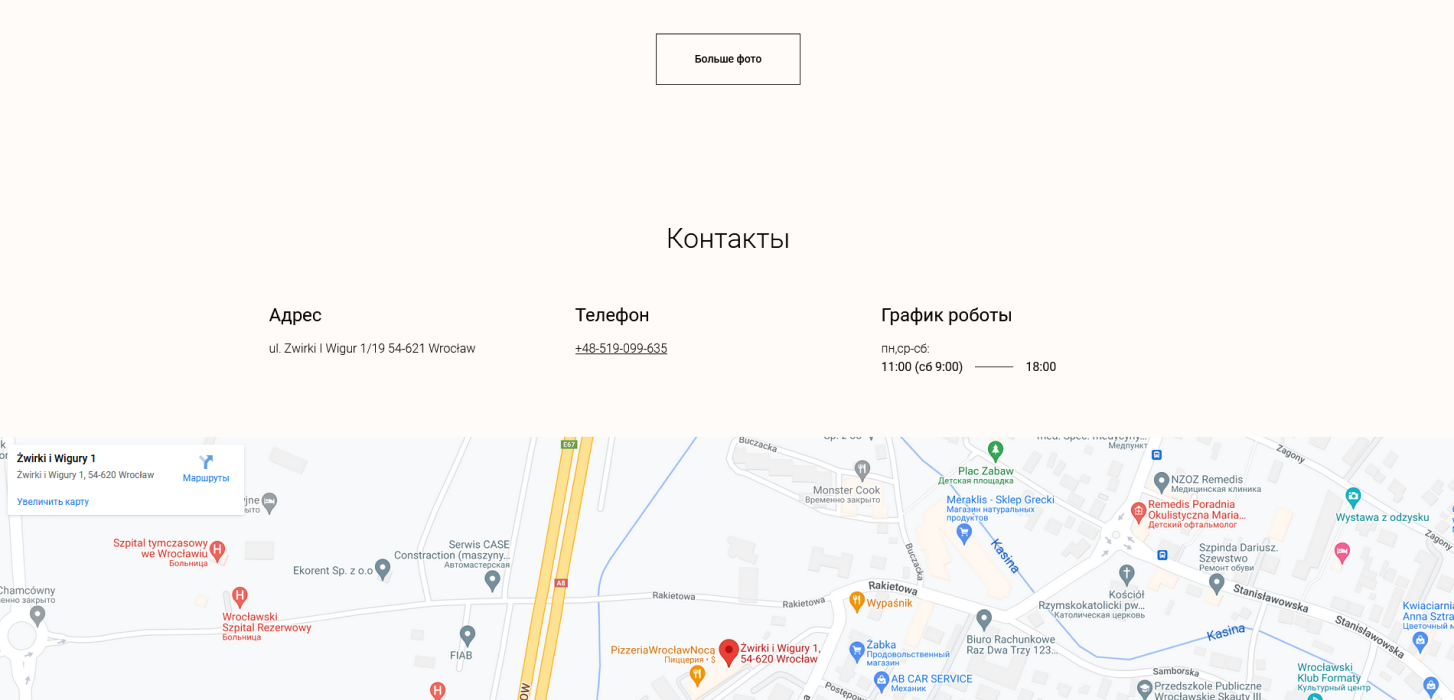 Больше фото
Контакты
Адрес
Телефон
График роботы
ul. Zwirki I Wigur 1/19 54-621 Wrocław
+48-519-099-635
пн,ср-сб:
11:00 (сб 9:00) 18:00
Żwirki i Wigury 1
Żwirki i Wigury 1, 54-620 Wrocław
Маршруты
Увеличить карту
E67
Buczacka
Plac Zabaw
Детская площадка
Медпункт
Zagony
Monster Cook
Временно закрыто
Meraklis - Sklep Grecki
Магазин натуральных
продуктов
NZOZ Remedis
Медицинская клиника
Remedis Poradnia
Okulistyczna Maria...
Детский офтальмолог
Wystawa z odzysku
Zagony
Szpital tymczasowy
we Wrocławiu
Больница
Serwis CASE
Constraction (maszyny...
Автомастерская
Ekorent Sp. z o.o
Kasina
Buczacka
Szpinda Dariusz.
Szewstwo
Ремонт обуви
A8
Chamcówny
Wrocławski
Szpital Rezerwowy
Больница
Rakietowa
Rakietowa
Rakietowa
Wypaśnik
Kościół
Rzymskokatolicki pw...
Католическая церковь
Stanisławowska
Stanisławowska
Kwiaciarnia
Anna Sztra
Цветочный м
FIAB
PizzeriaWrocławNoca
Пиццерия • $
Żwirki i Wigury 1,
54-620 Wrocław
Żabka
Продовольственный
магазин
Biuro Rachunkowe
Raz Dwa Trzy 123...
Kasina
AB CAR SERVICE
Механик
Samborska
Przedszkole Publiczne
Wrocławskie Skauty III
Wrocławski
Klub Formaty
Культурный центр